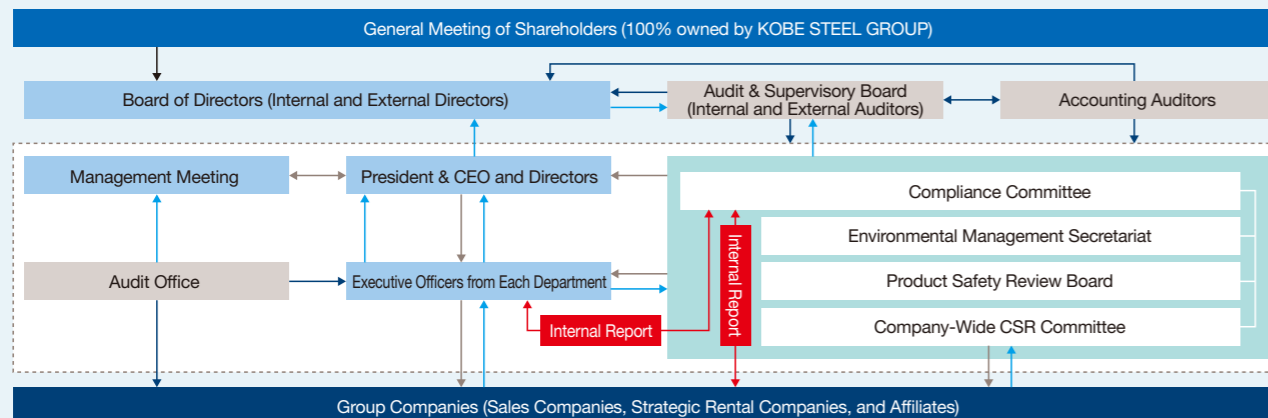 General Meeting of Shareholders (100% owned by KOBE STEEL GROUP)
Board of Directors (Internal and External Directors)
Audit & Supervisory Board
(Internal and External Auditors)
Accounting Auditors
Management Meeting
President & CEO and Directors
Compliance Committee
Environmental Management Secretariat
Audit Office
Executive Officers from Each Department
Internal Report
Product Safety Review Board
Internal Report
Company-Wide CSR Committee
Group Companies (Sales Companies, Strategic Rental Companies, and Affiliates)